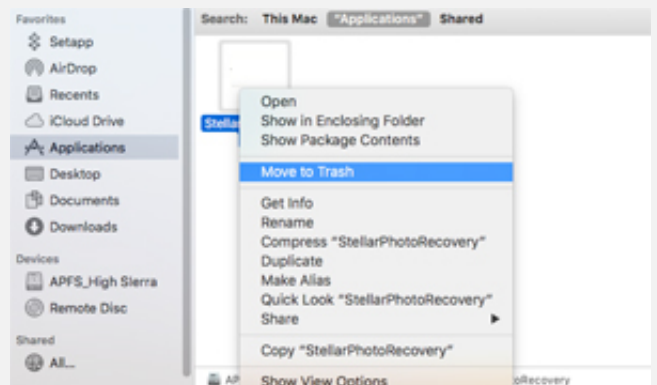 Favorites
Setapp
AirDrop
Recents
iCloud Drive
Applications
Desktop
Documents
Downloads
Devices
APFS_High Sierra
Remote Disc
Shared
All...
Search: This Mac "Applications" Shared
Stella
Open
Show in Enclosing Folder
Show Package Contents
Move to Trash
Get Info
Rename
Compress "StellarPhotoRecovery"
Duplicate
Make Alias
Quick Look "StellarPhotoRecovery"
Share
Copy "StellarPhotoRecovery"
Show View Options
AP
oRecovery